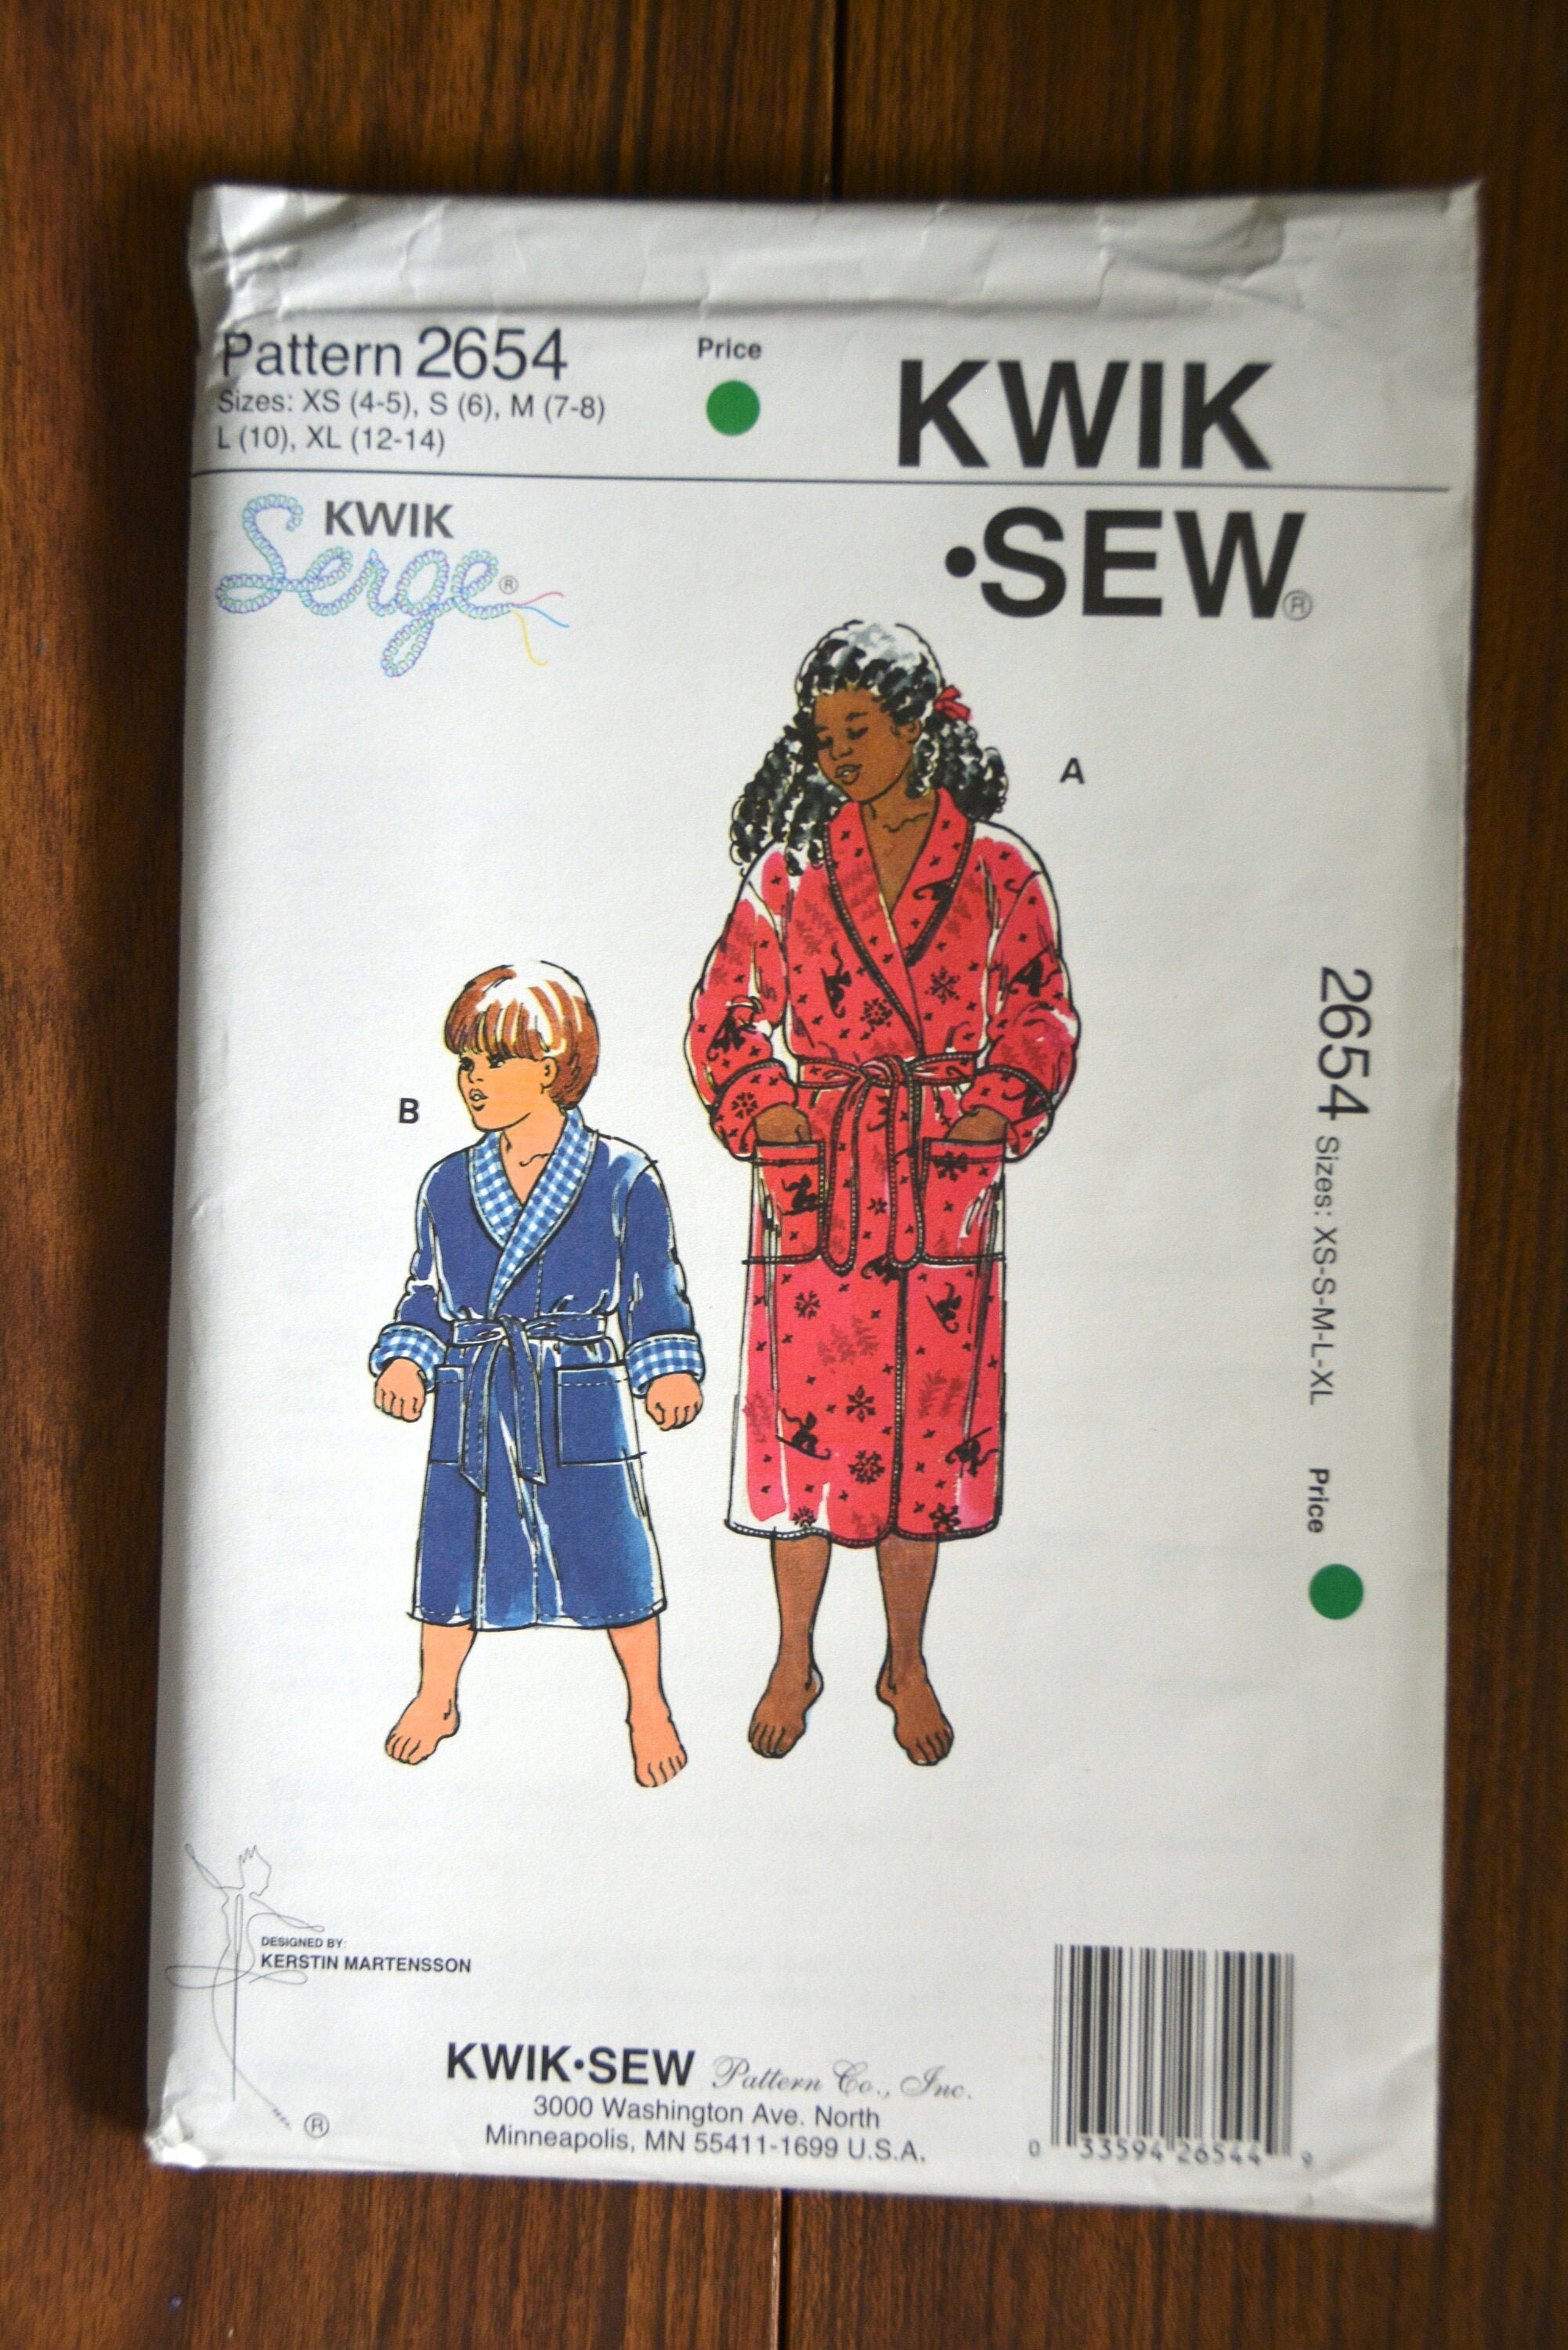 Pattern 2654
Sizes: XS (4-5), S (6), M (7-8)
L (10), XL (12-14)
Price
KWIK
•SEW®
KWIK
Serge®
A
B
2654 Sizes: XS-S-M-L-XL Price
DESIGNED BY:
KERSTIN MARTENSSON
®
KWIK•SEW Pattern Co., Inc.
3000 Washington Ave. North
Minneapolis, MN 55411-1699 U.S.A.
0 33594 26544 9